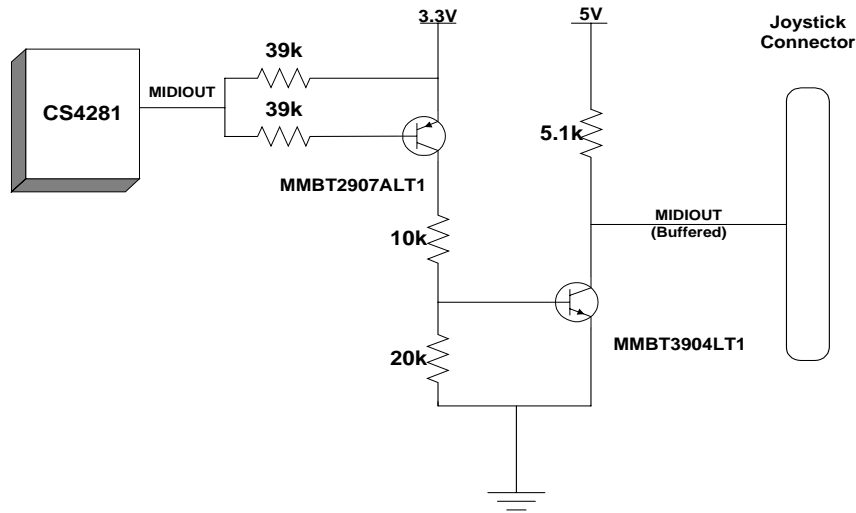 3.3V
5V
Joystick
Connector
39k
MIDIOUT
CS4281
39k
5.1k
MMBT2907ALT1
MIDIOUT
(Buffered)
10k
MMBT3904LT1
20k